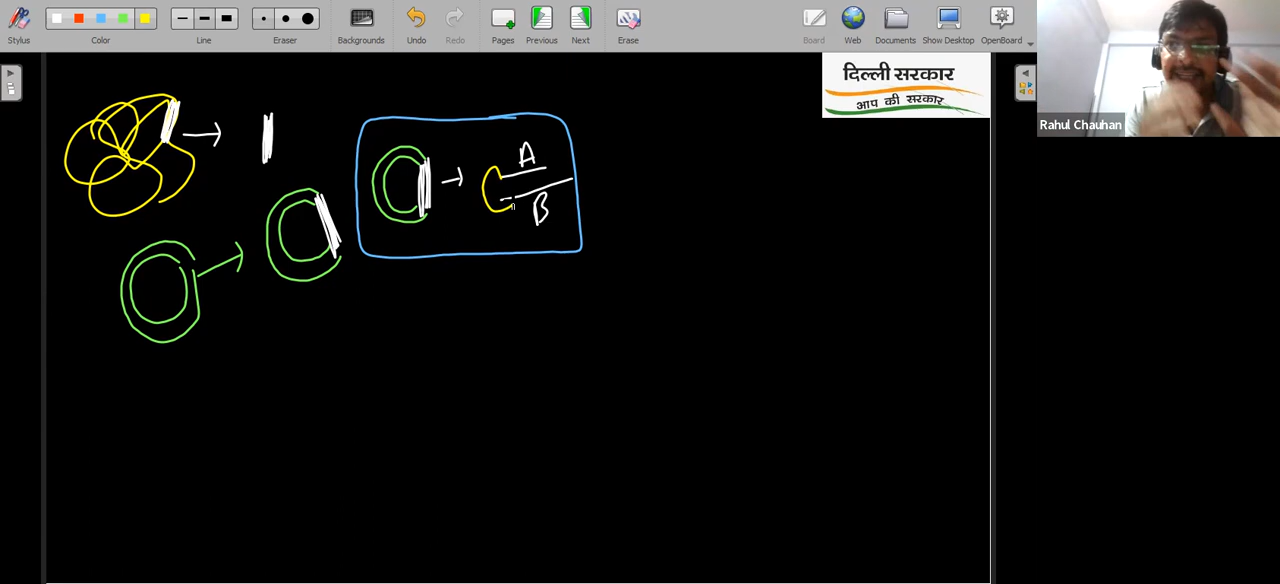 Stylus
Color
Line
Eraser
Backgrounds
Undo
Redo
Pages
Previous
Next
Erase
Board
Web
Documents
Show Desktop
OpenBoard
Rahul Chauhan
दिल्ली सरकार
आप की सरकार
A
B